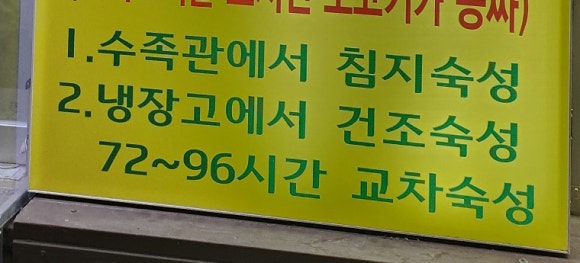 1.수족관에서 침지숙성
2.냉장고에서 건조숙성
72~96시간 교차숙성